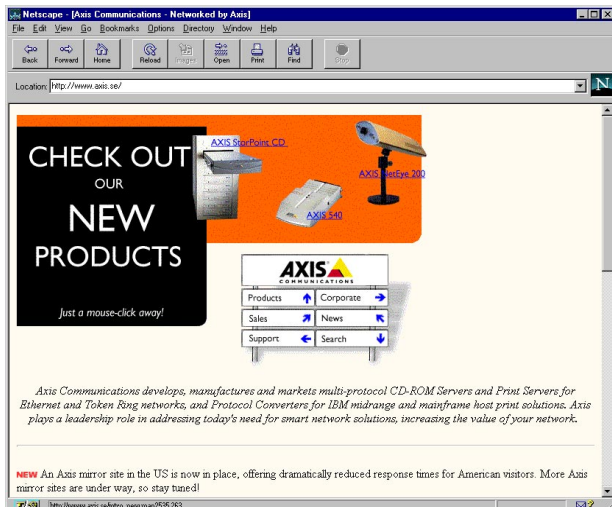 Netscape - [Axis Communications - Networked by Axis]
File Edit View Go Bookmarks Options Directory Window Help
Back Forward Home Reload Images Open Print Find Stop
Location: http://www.axis.se/
N
CHECK OUT
OUR
NEW
PRODUCTS
Just a mouse-click away!
AXIS StorPoint CD
AXIS NetEye 200
AXIS 540
AXIS
COMMUNICATIONS
Products Corporate
Sales News
Support Search
Axis Communications develops, manufactures and markets multi-protocol CD-ROM Servers and Print Servers for
Ethernet and Token Ring networks, and Protocol Converters for IBM midrange and mainframe host print solutions. Axis
plays a leadership role in addressing today's need for smart network solutions, increasing the value of your network.
NEW An Axis mirror site in the US is now in place, offering dramatically reduced response times for American visitors. More Axis
mirror sites are under way, so stay tuned!